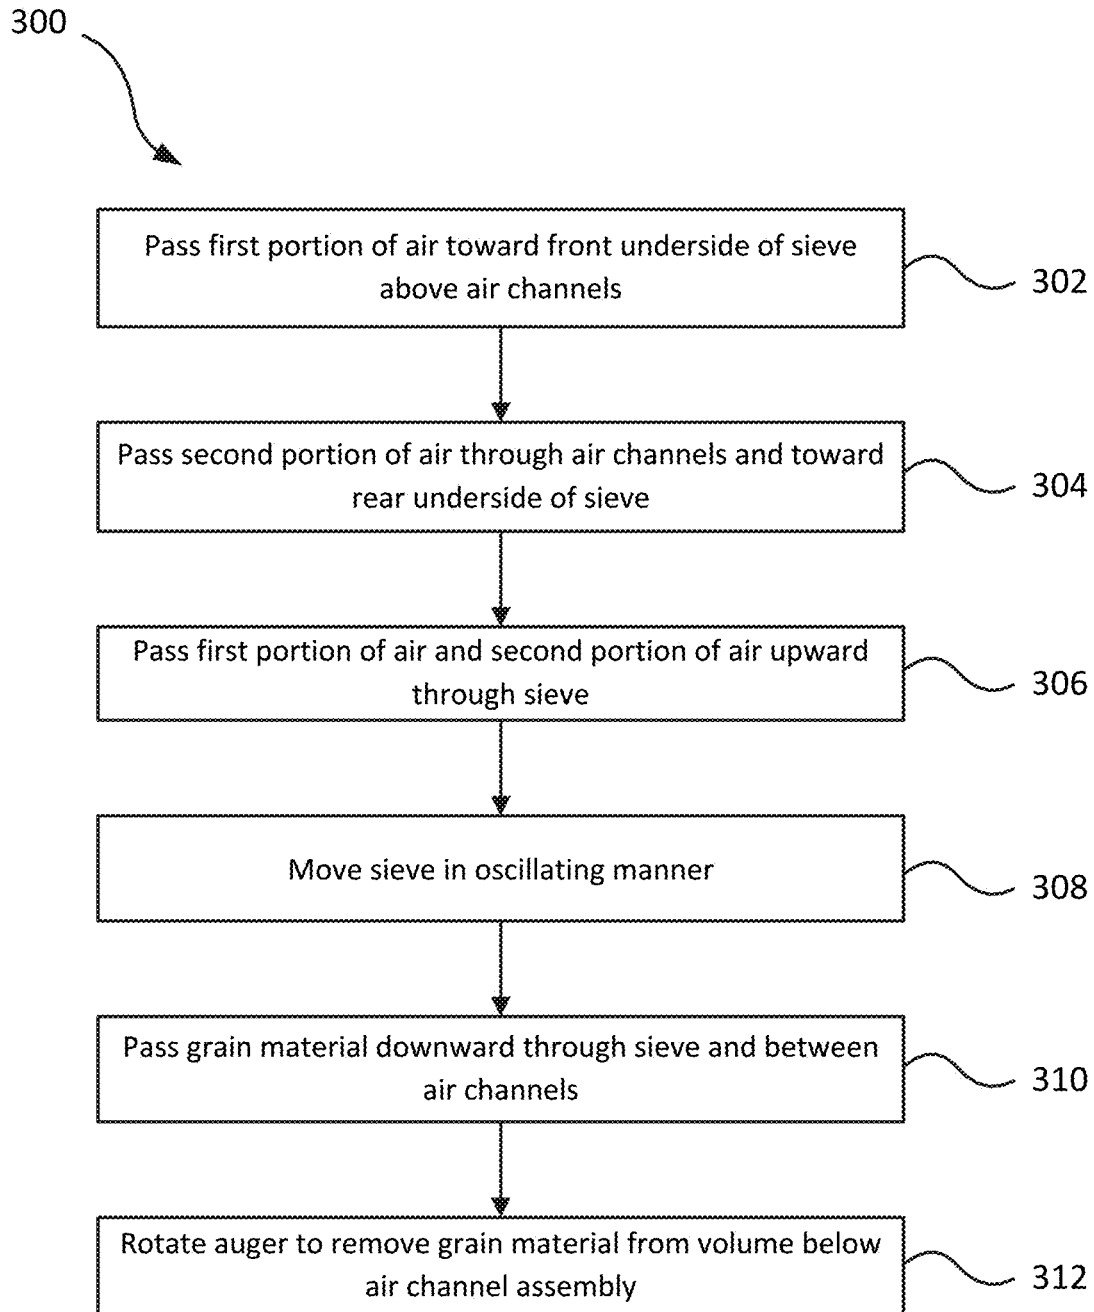 300
Pass first portion of air toward front underside of sieve
above air channels
302
Pass second portion of air through air channels and toward
rear underside of sieve
304
Pass first portion of air and second portion of air upward
through sieve
306
Move sieve in oscillating manner
308
Pass grain material downward through sieve and between
air channels
310
Rotate auger to remove grain material from volume below
air channel assembly
312